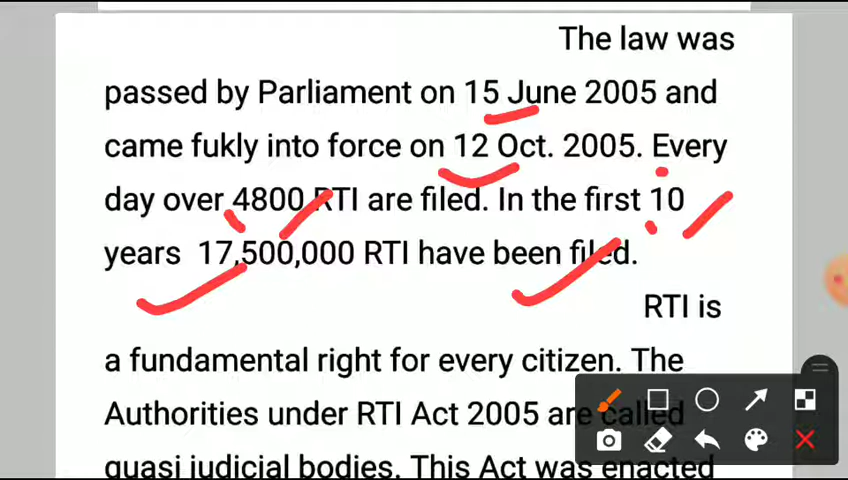 The law was
passed by Parliament on 15 June 2005 and
came fukly into force on 12 Oct. 2005. Every
day over 4800 RTI are filed. In the first 10
years 17,500,000 RTI have been filed.
RTI is
a fundamental right for every citizen. The
Authorities under RTI Act 2005 are called
quasi judicial bodies. This Act was enacted